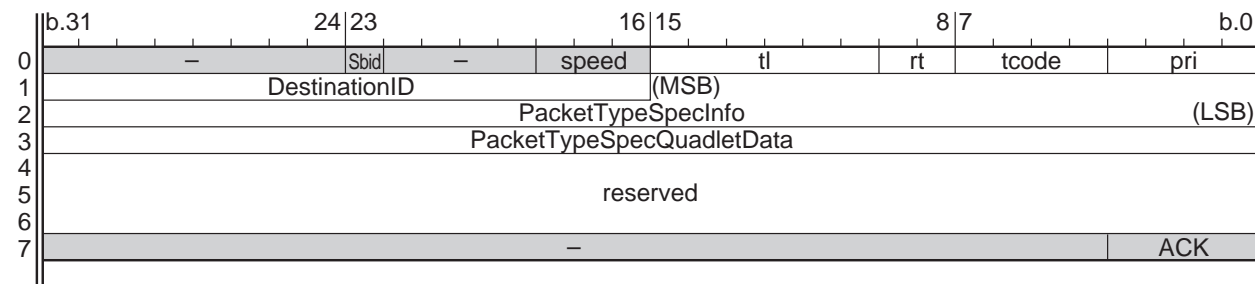 b.31 24 23 16 15 8 7 b.0
0 – Sbid – speed tl rt tcode pri
1 DestinationID (MSB)
2 PacketTypeSpecInfo (LSB)
3 PacketTypeSpecQuadletData
4
5 reserved
6
7 – ACK